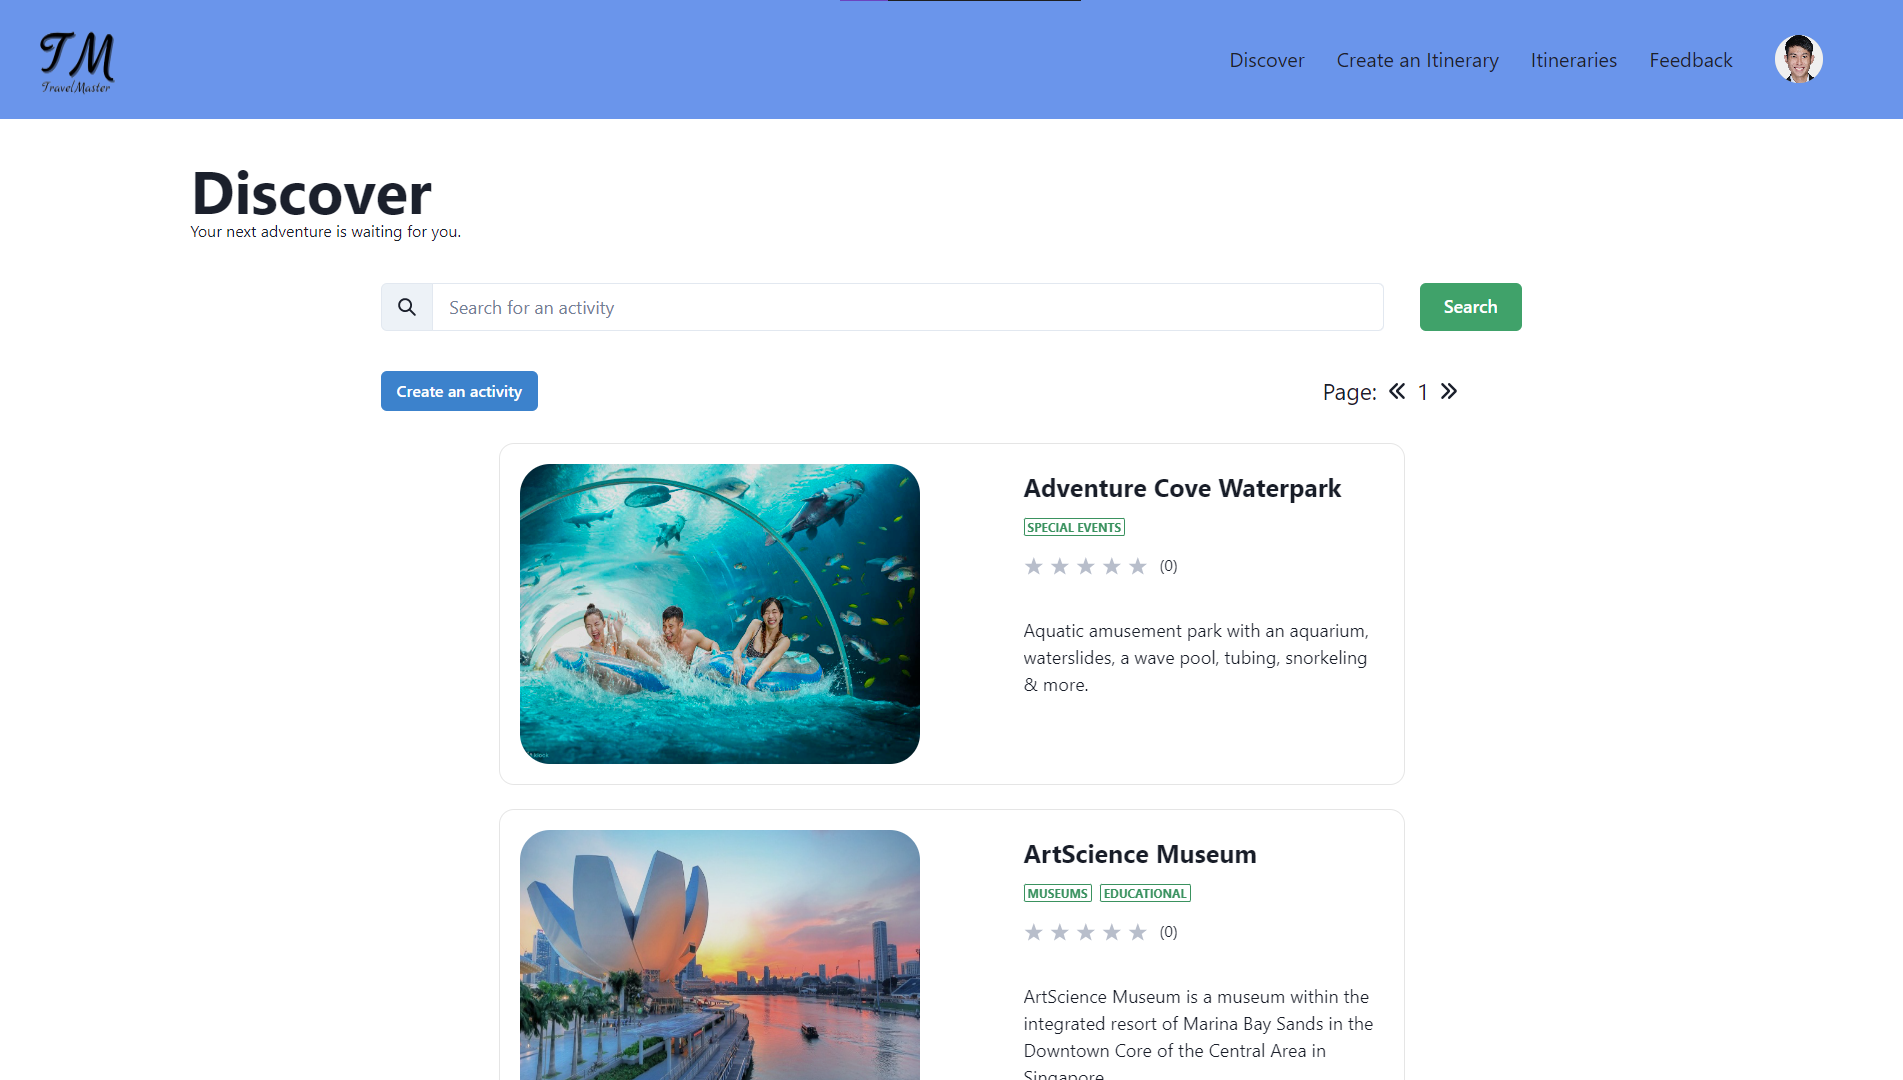 TM
TravelMaster
Discover
Create an Itinerary
Itineraries
Feedback
Discover
Your next adventure is waiting for you.
Search for an activity
Search
Create an activity
Page: « 1 »
Adventure Cove Waterpark
SPECIAL EVENTS
(0)
Aquatic amusement park with an aquarium,
waterslides, a wave pool, tubing, snorkeling
& more.
ArtScience Museum
MUSEUMS EDUCATIONAL
(0)
ArtScience Museum is a museum within the
integrated resort of Marina Bay Sands in the
Downtown Core of the Central Area in
Singapore